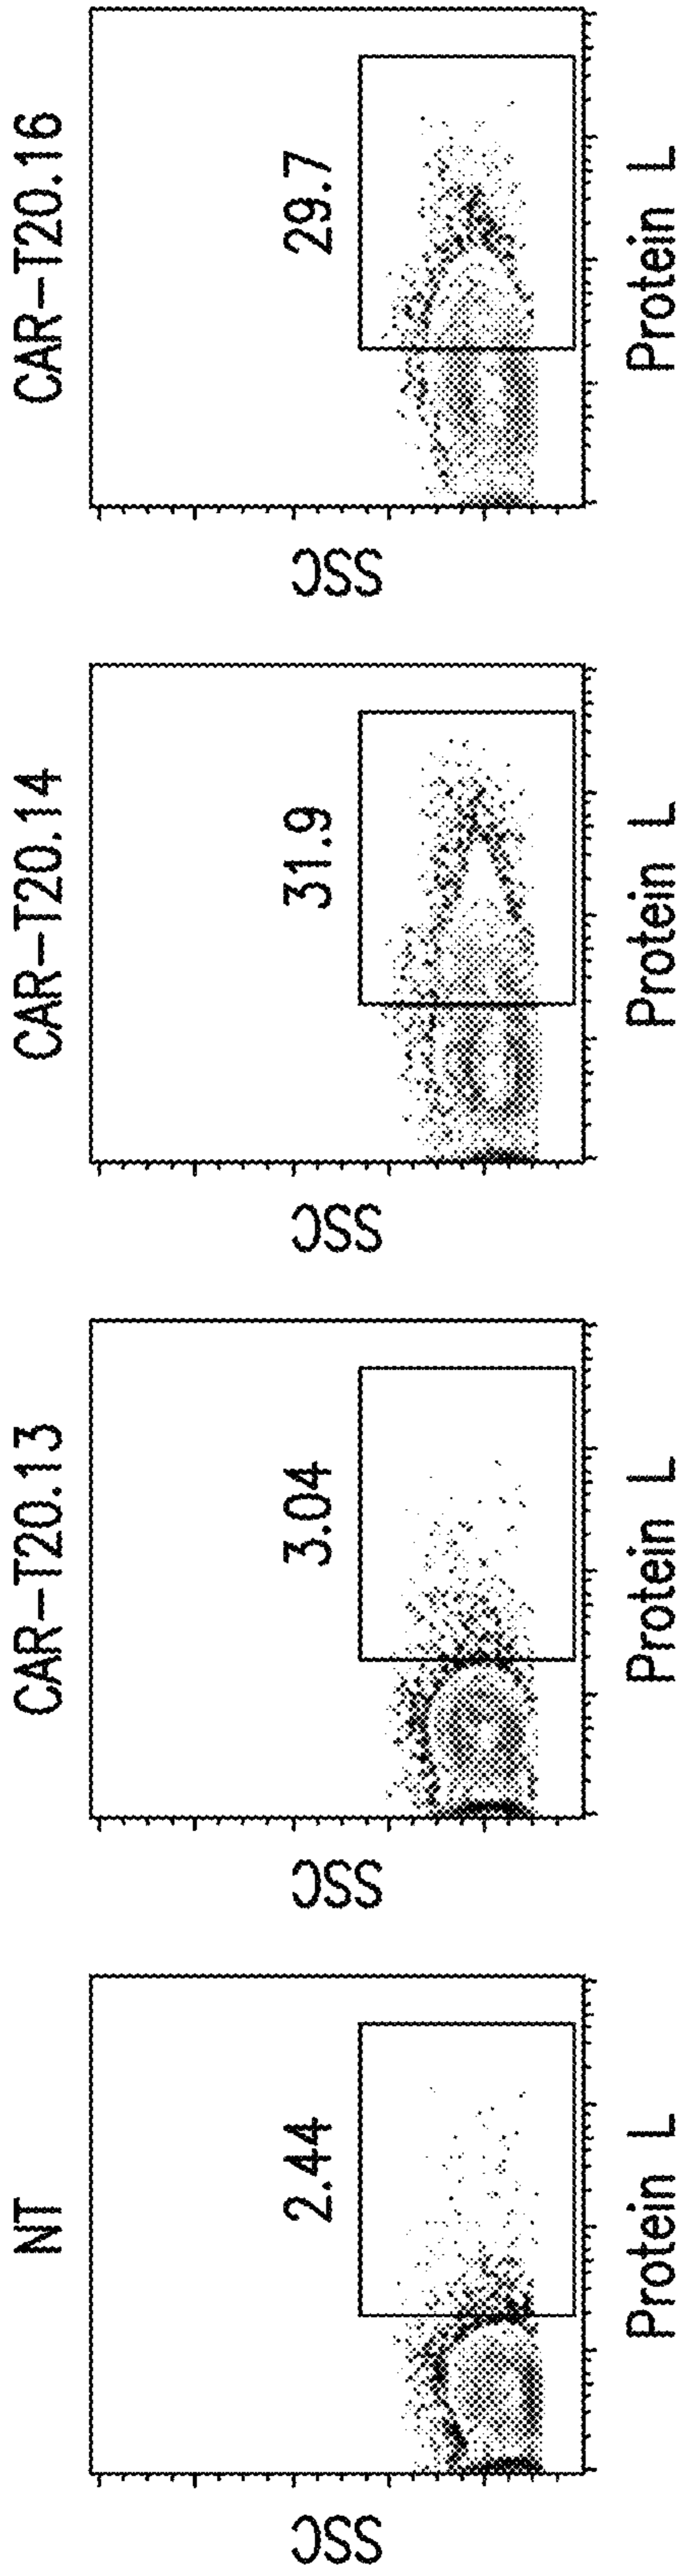 NT
2.44
SSC
Protein L
CAR-T20.13
3.04
SSC
Protein L
CAR-T20.14
31.9
SSC
Protein L
CAR-T20.16
29.7
SSC
Protein L